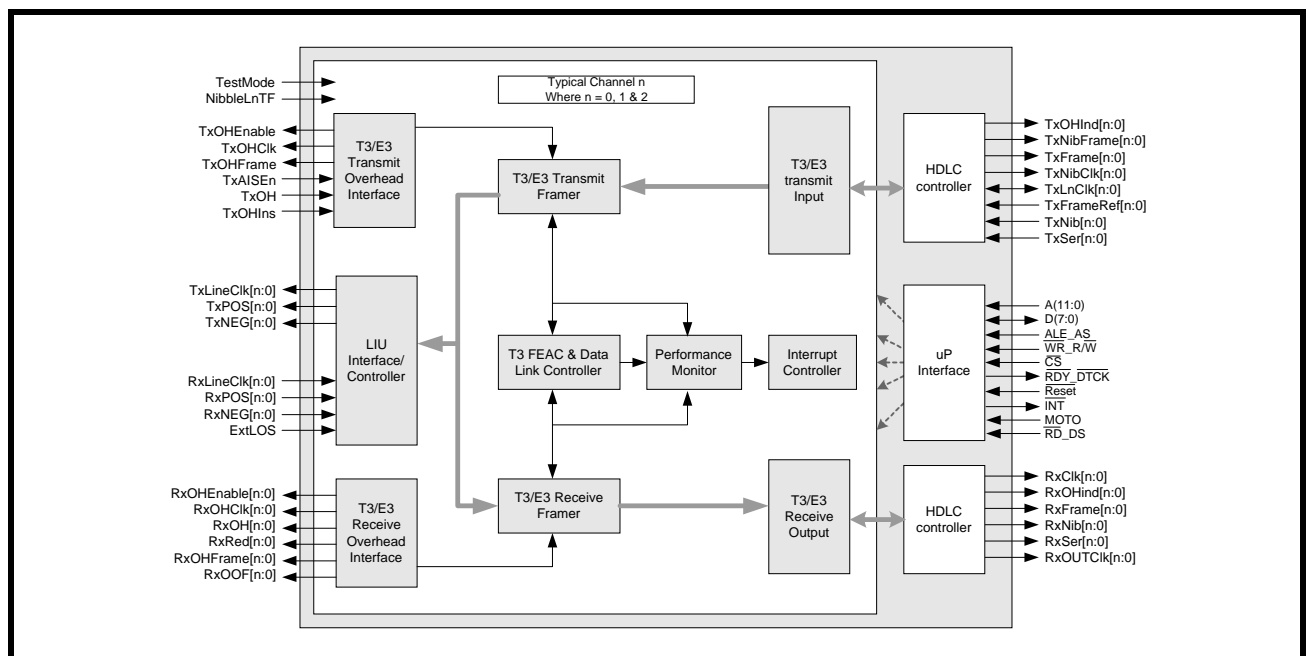 TestMode
NibbleLnTF
Typical Channel n
Where n = 0, 1 & 2
TxOHEnable
TxOHClk
TxOHFrame
TxAISEn
TxOH
TxOHIns
T3/E3
Transmit
Overhead
Interface
T3/E3 Transmit
Framer
T3/E3
transmit
Input
HDLC
controller
TxOHInd[n:0]
TxNibFrame[n:0]
TxFrame[n:0]
TxNibClk[n:0]
TxLnClk[n:0]
TxFrameRef[n:0]
TxNib[n:0]
TxSer[n:0]
TxLineClk[n:0]
TxPOS[n:0]
TxNEG[n:0]
RxLineClk[n:0]
RxPOS[n:0]
RxNEG[n:0]
ExtLOS
LIU
Interface/
Controller
T3 FEAC & Data
Link Controller
Performance
Monitor
Interrupt
Controller
uP
Interface
A(11:0)
D(7:0)
ALE_AS
WR_R/W
CS
RDY_DTCK
Reset
INT
MOTO
RD_DS
RxOHEnable[n:0]
RxOHClk[n:0]
RxOH[n:0]
RxRed[n:0]
RxOHFrame[n:0]
RxOOF[n:0]
T3/E3
Receive
Overhead
Interface
T3/E3 Receive
Framer
T3/E3
Receive
Output
HDLC
controller
RxClk[n:0]
RxOHind[n:0]
RxFrame[n:0]
RxNib[n:0]
RxSer[n:0]
RxOUTClk[n:0]